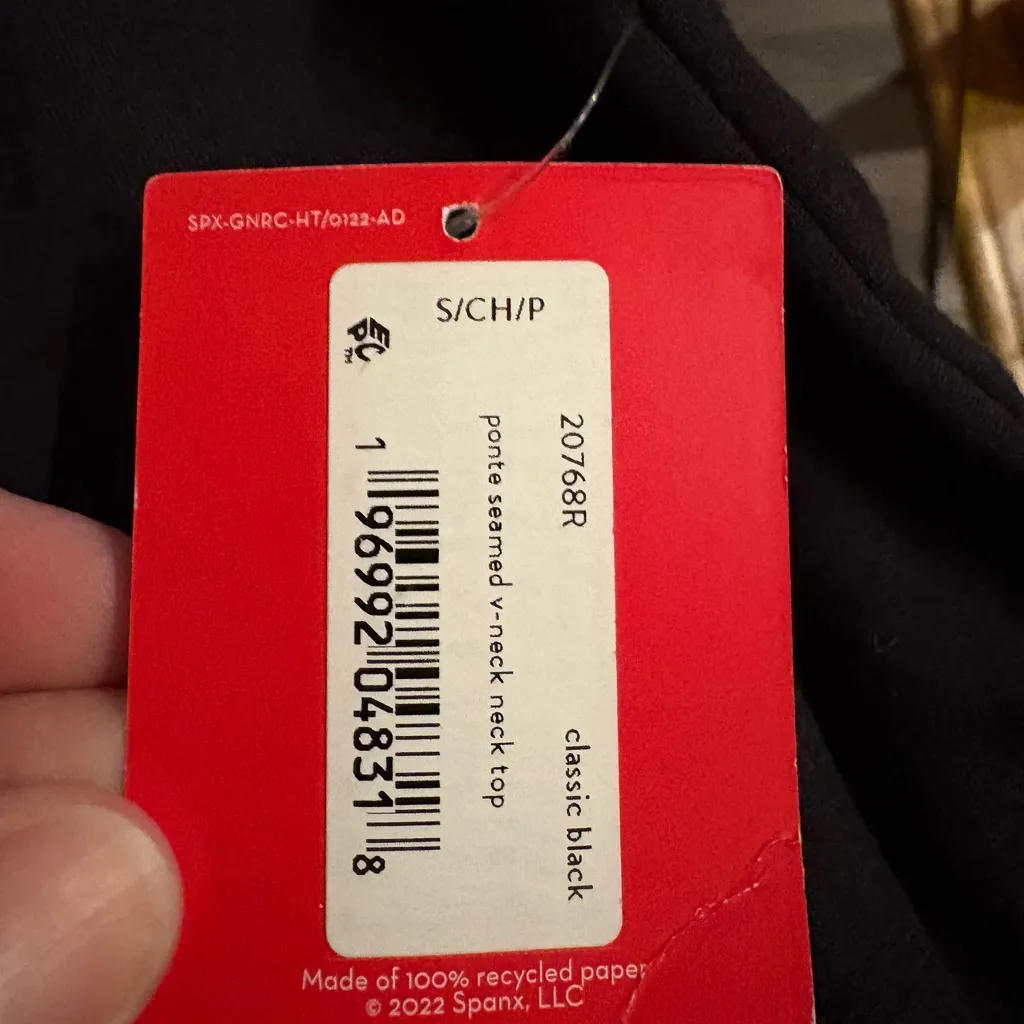 SPX-GNRC-HT/0122-AD
S/CH/P
EPC™
20768R
classic black
ponte seamed v-neck neck top
1 96992 04831 8
Made of 100% recycled paper
© 2022 Spanx, LLC